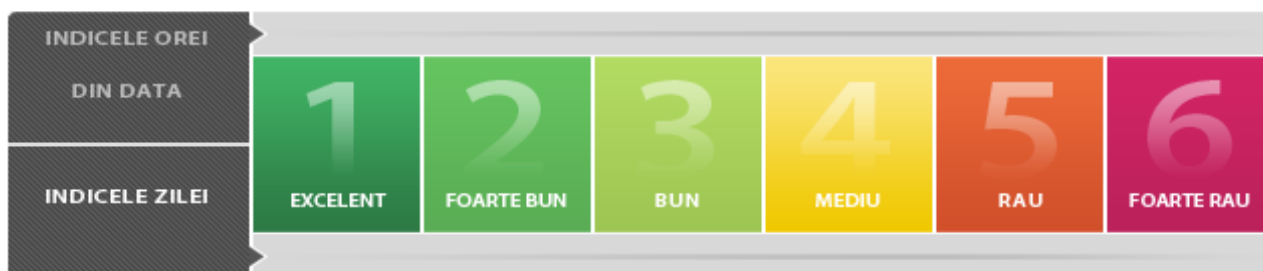 INDICELE OREI
DIN DATA
INDICELE ZILEI
1
EXCELENT
2
FOARTE BUN
3
BUN
4
MEDIU
5
RAU
6
FOARTE RAU